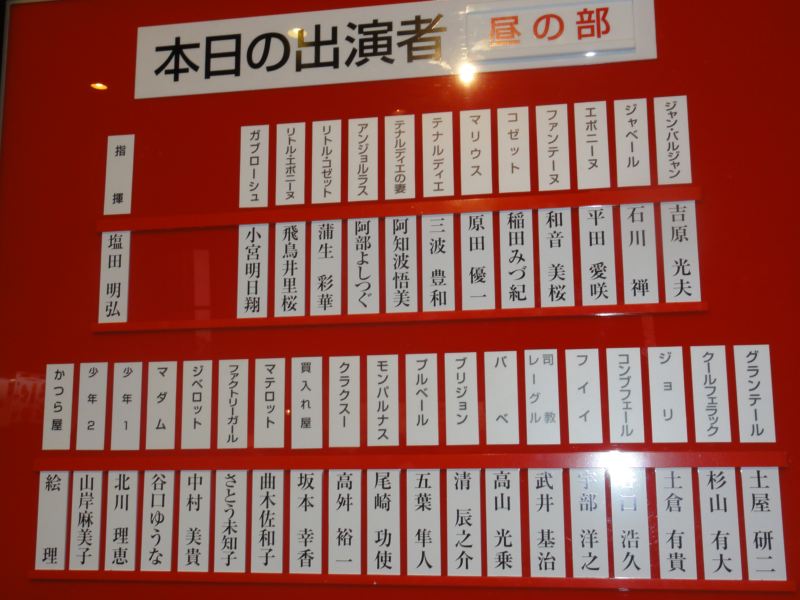 本日の出演者
昼の部
ジャン・バルジャン
吉原 光夫
ジャベール
石川 禅
エポニーヌ
平田 愛咲
ファンテーヌ
和音 美桜
コゼット
稲田みづ紀
マリウス
原田 優一
テナルディエ
三波 豊和
テナルディエの妻
阿知波悟美
アンジョルラス
阿部よしつぐ
リトル・コゼット
蒲生 彩華
リトル・エポニーヌ
飛鳥井里桜
ガブローシュ
小宮明日翔
指揮
塩田 明弘
グランテール
土屋 研二
クールフェラック
杉山 有大
ジョリ
土倉 有貴
コンブフェール
口 浩久
フイイ
宇部 洋之
司教
レーグル
武井 基治
バベ
高山 光乗
ブリジョン
清 辰之介
ブルベール
五葉 隼人
モンパルナス
尾崎 功使
クラクスー
高舛 裕一
買入れ屋
坂本 幸香
マテロット
曲木佐和子
ファクトリーガール
さとう未知子
ジベロット
中村 美貴
マダム
谷口ゆうな
少年1
北川 理恵
少年2
山岸麻美子
かつら屋
絵理